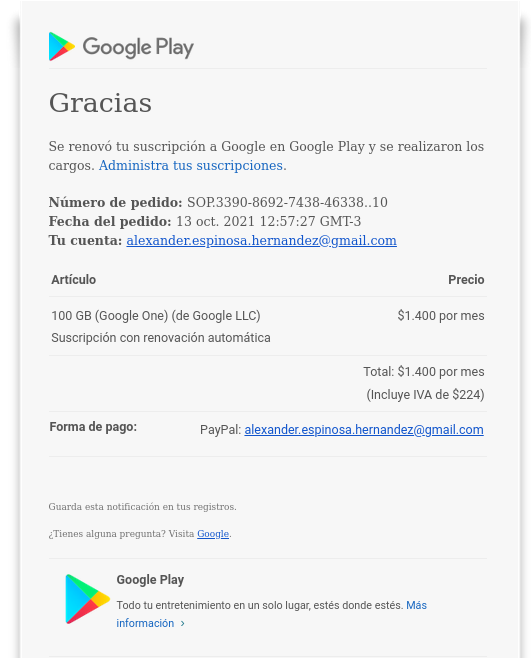 Google Play
Gracias
Se renovó tu suscripción a Google en Google Play y se realizaron los
cargos. Administra tus suscripciones.
Número de pedido: SOP.3390-8692-7438-46338..10
Fecha del pedido: 13 oct. 2021 12:57:27 GMT-3
Tu cuenta: alexander.espinosa.hernandez@gmail.com
Artículo Precio
100 GB (Google One) (de Google LLC) $1.400 por mes
Suscripción con renovación automática
Total: $1.400 por mes
(Incluye IVA de $224)
Forma de pago: PayPal: alexander.espinosa.hernandez@gmail.com
Guarda esta notificación en tus registros.
¿Tienes alguna pregunta? Visita Google.
Google Play
Todo tu entretenimiento en un solo lugar, estés donde estés. Más
información ›